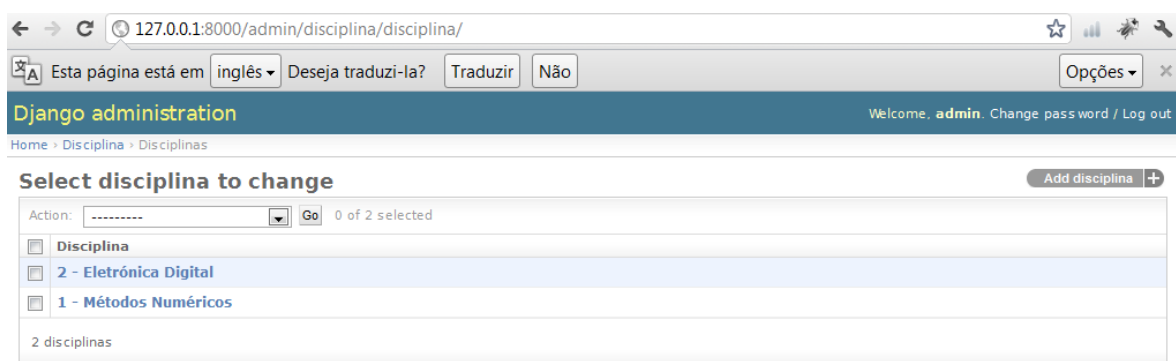 127.0.0.1:8000/admin/disciplina/disciplina/
Esta página está em inglês Deseja traduzi-la? Traduzir Não Opções
Django administration Welcome, admin. Change password / Log out
Home › Disciplina › Disciplinas
Select disciplina to change Add disciplina +
Action: --------- Go 0 of 2 selected
Disciplina
2 - Eletrónica Digital
1 - Métodos Numéricos
2 disciplinas